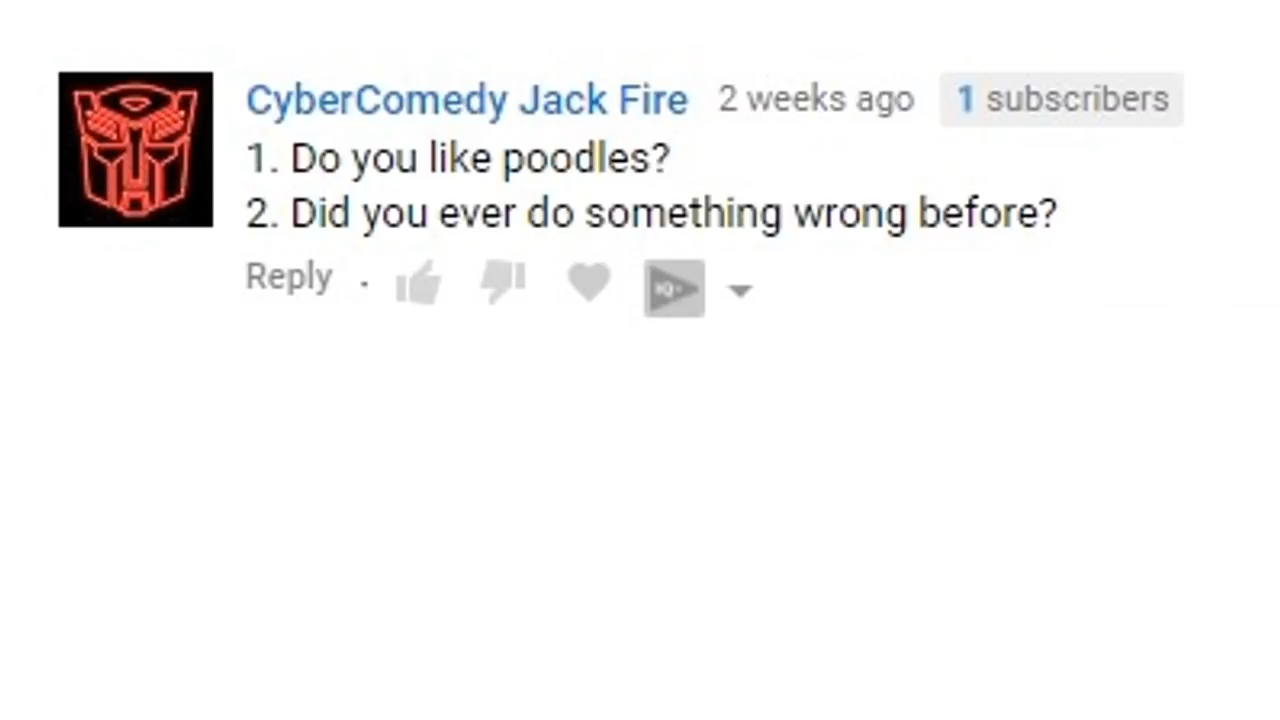 CyberComedy Jack Fire 2 weeks ago 1 subscribers
1. Do you like poodles?
2. Did you ever do something wrong before?
Reply .